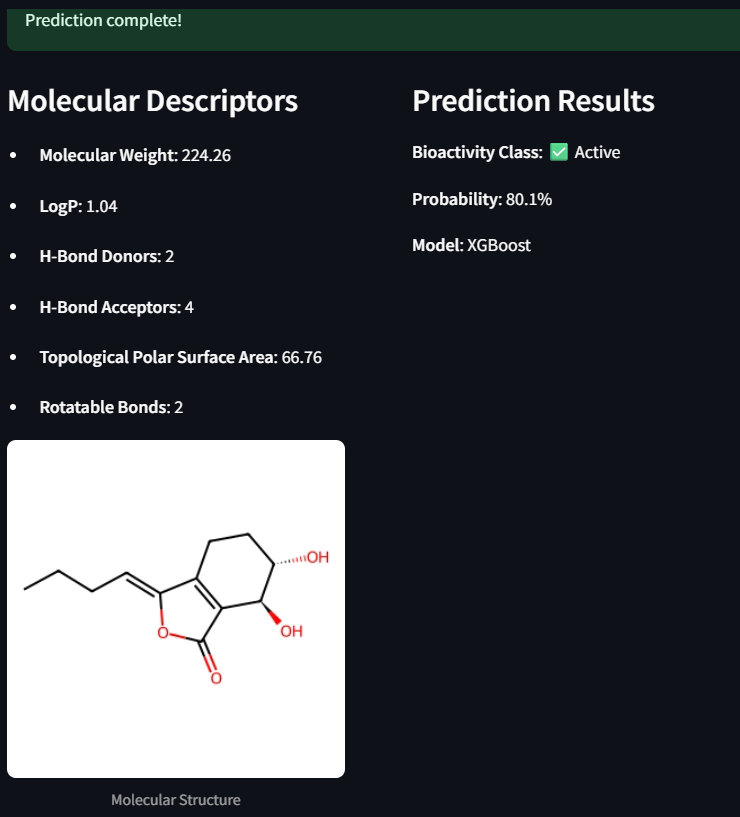 Prediction complete!
Molecular Descriptors
• Molecular Weight: 224.26
• LogP: 1.04
• H-Bond Donors: 2
• H-Bond Acceptors: 4
• Topological Polar Surface Area: 66.76
• Rotatable Bonds: 2
OH
OH
O
O
Molecular Structure
Prediction Results
Bioactivity Class: ✅ Active
Probability: 80.1%
Model: XGBoost